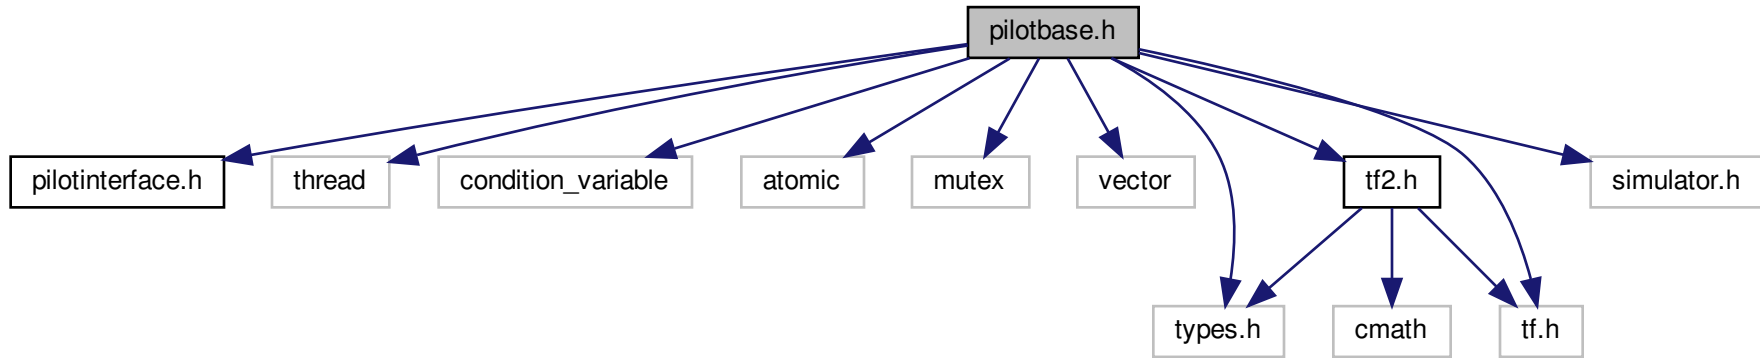 pilotbase.h
pilotinterface.h
thread
condition_variable
atomic
mutex
vector
tf2.h
simulator.h
types.h
cmath
tf.h